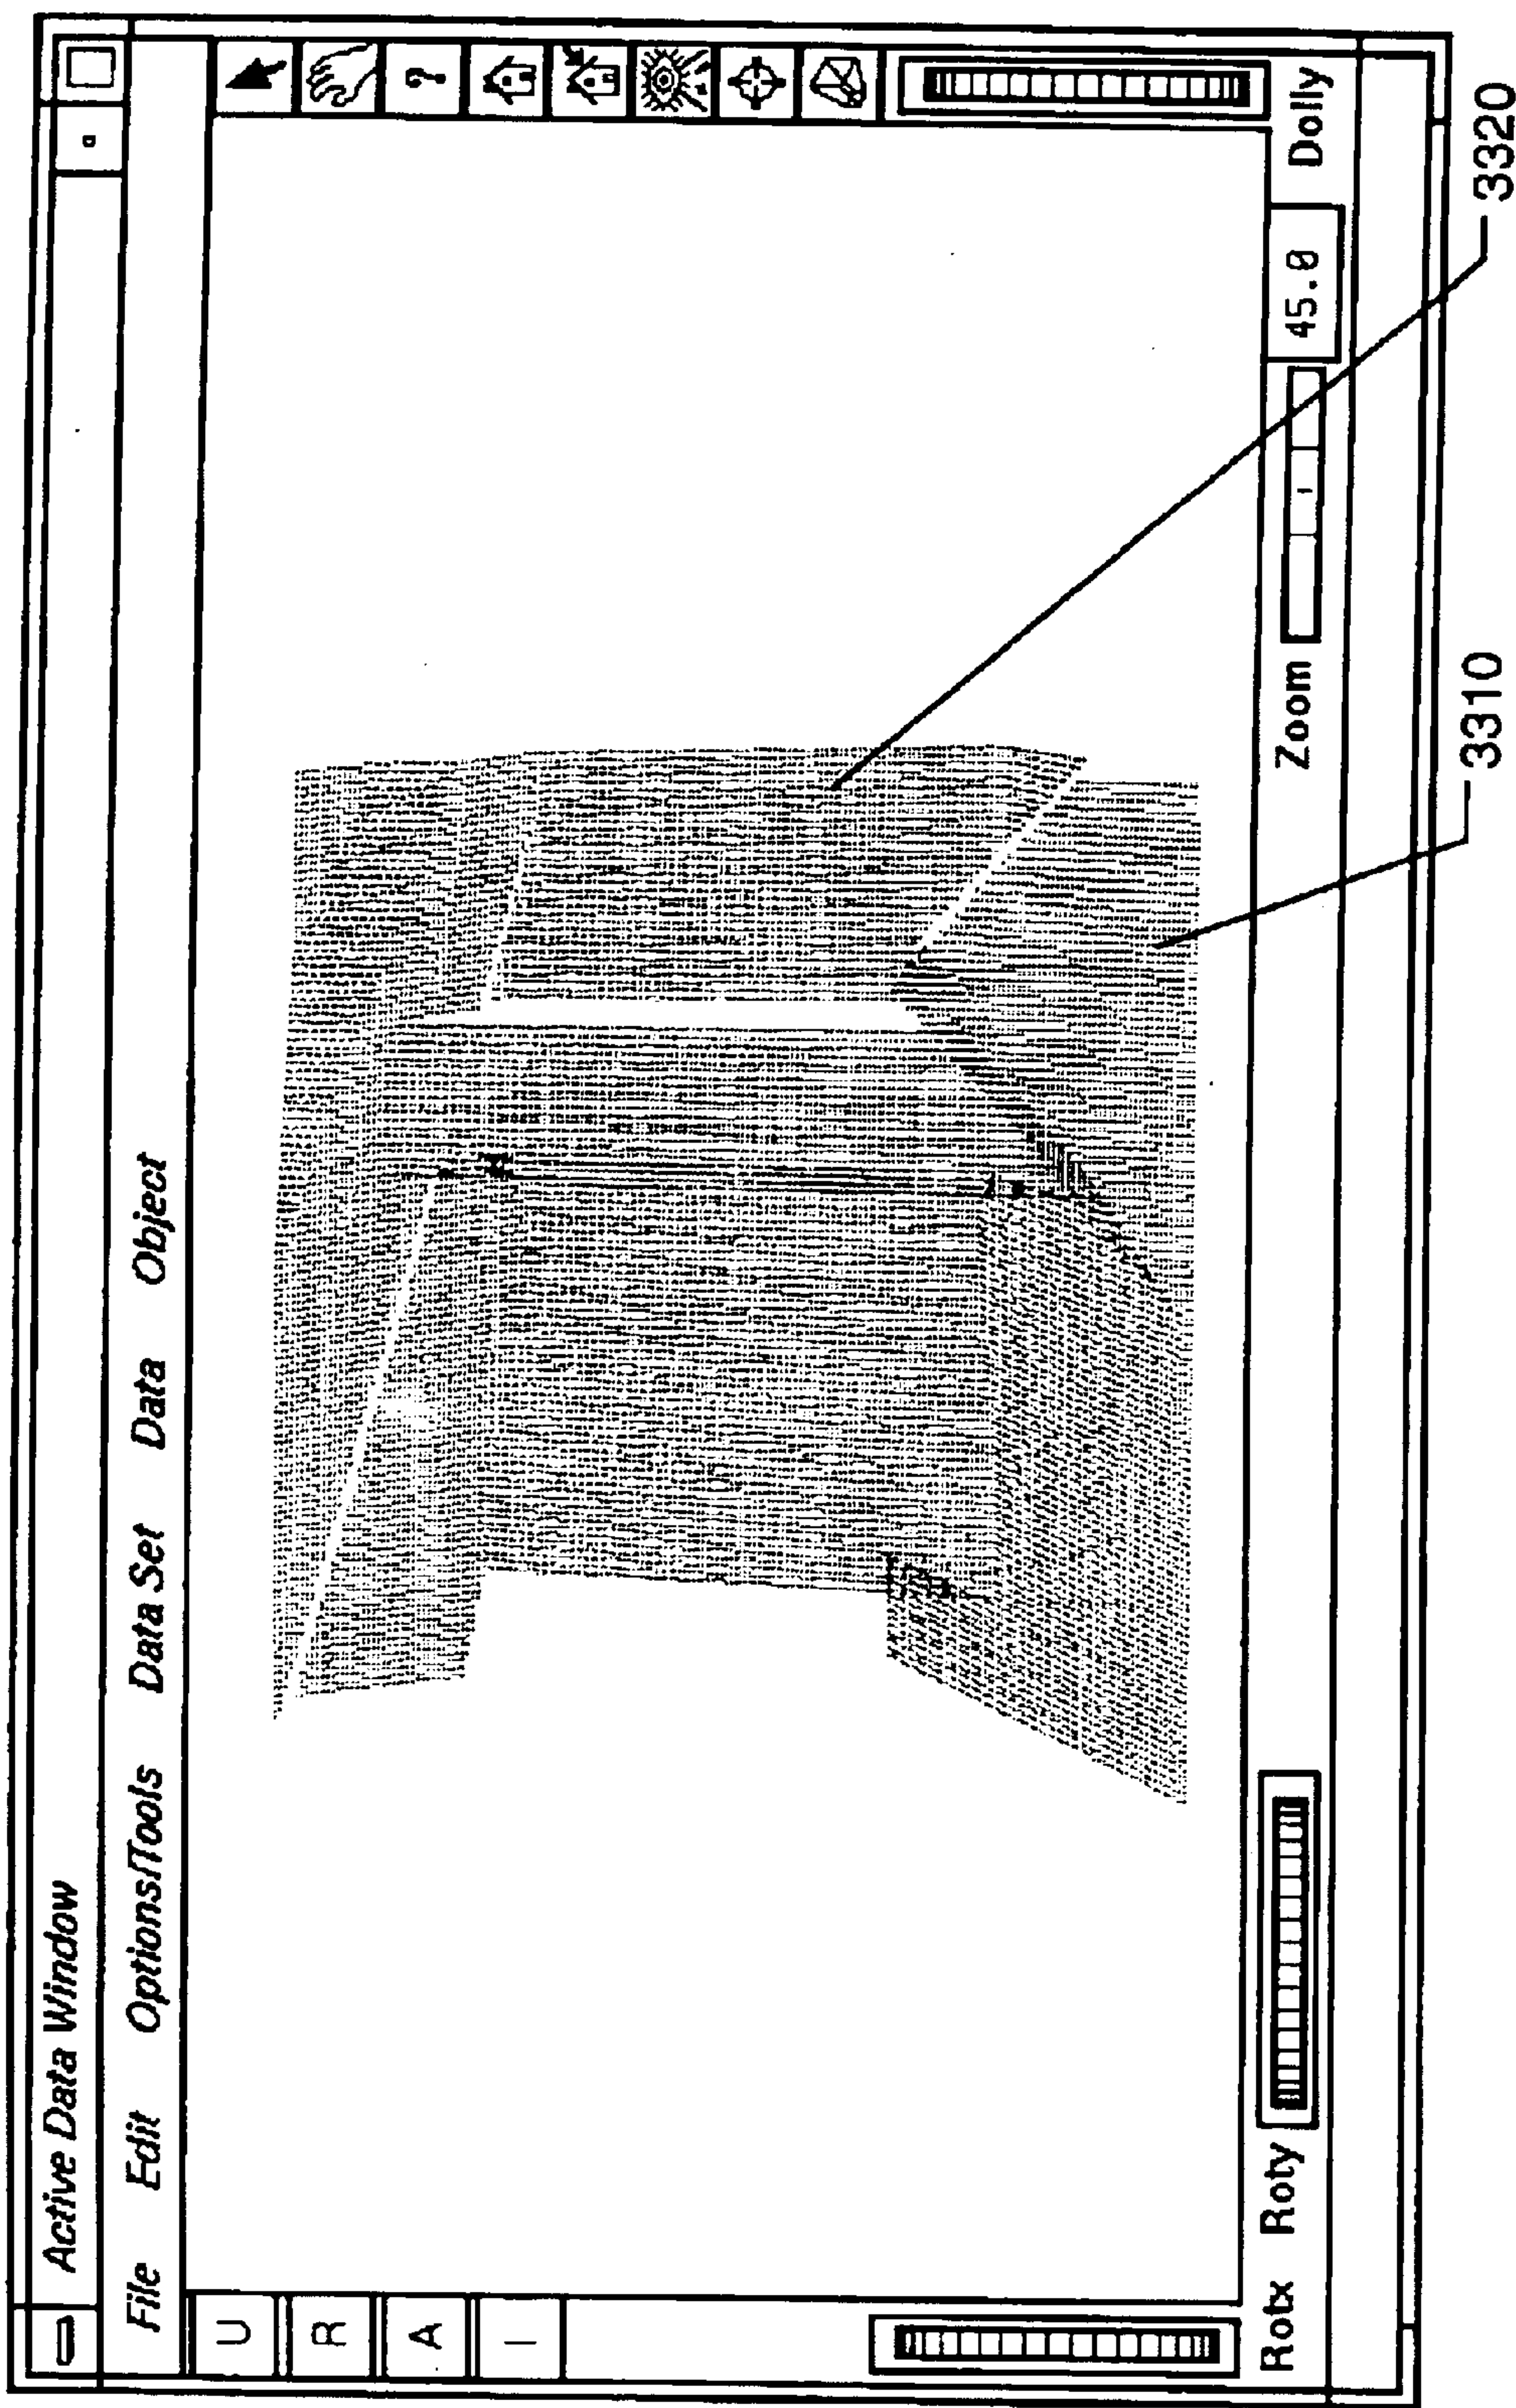 Active Data Window
File Edit Options/Tools Data Set Data Object
U
R
A
I
?
Rotx Roty Zoom 45.0 Dolly
3310
3320